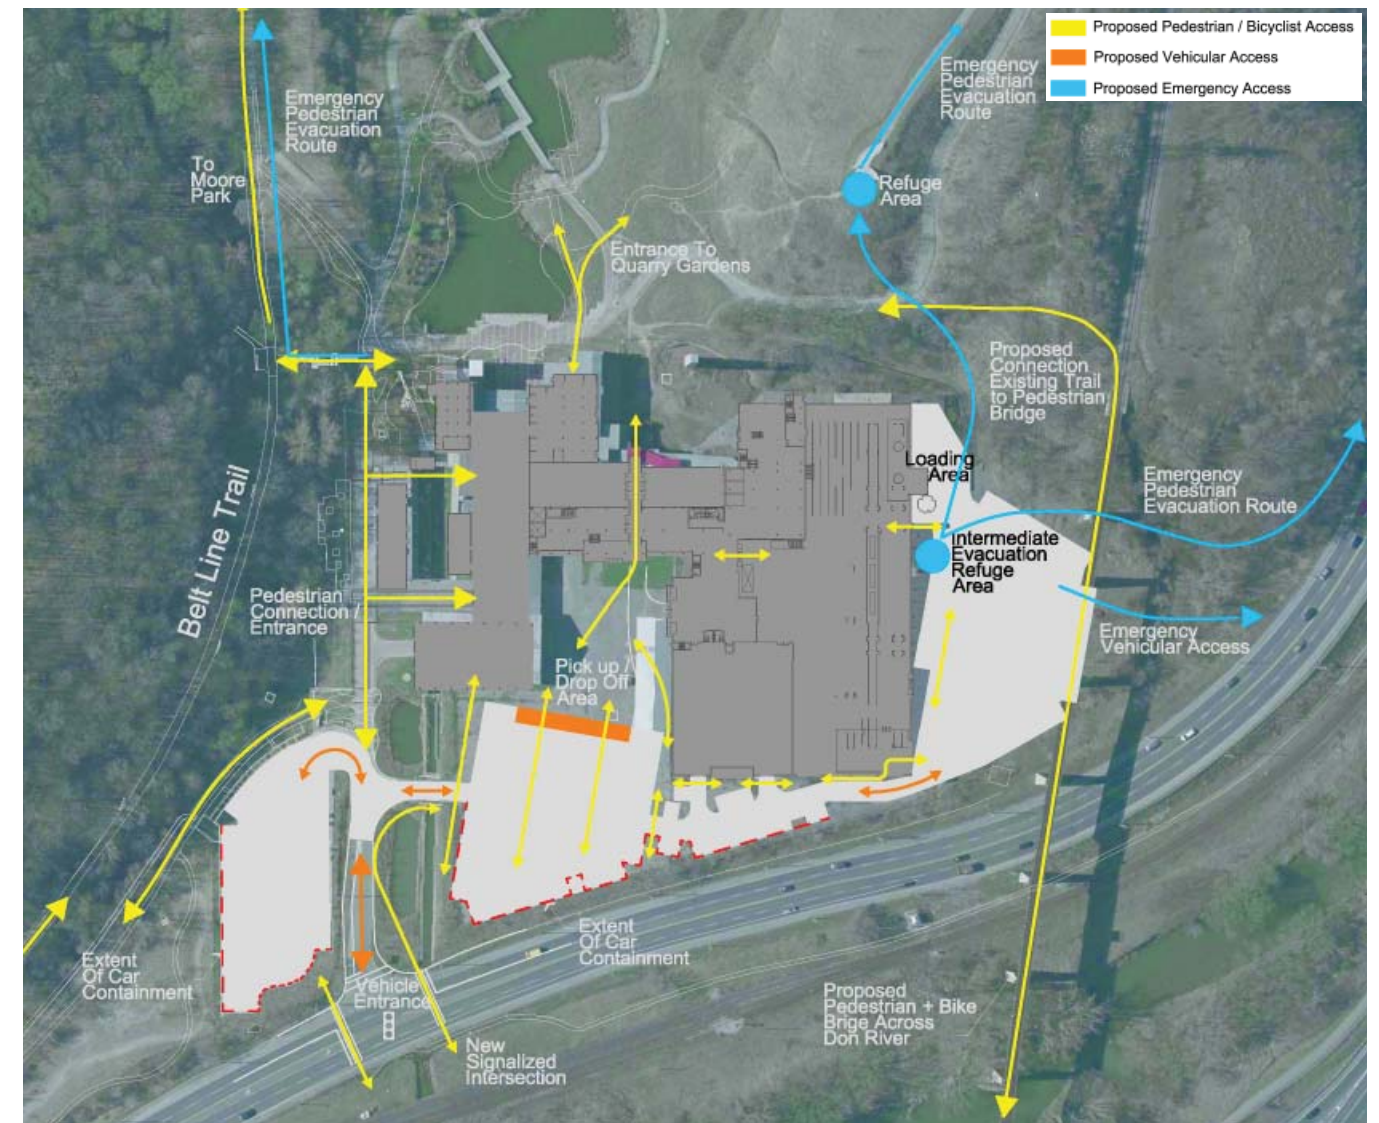 Proposed Pedestrian / Bicyclist Access
Proposed Vehicular Access
Proposed Emergency Access
Emergency
Pedestrian
Evacuation
Route
Emergency
Pedestrian
Evacuation
Route
To
Moore
Park
Refuge
Area
Entrance To
Quarry Gardens
Proposed
Connection
Existing Trail
to Pedestrian
Bridge
Loading
Area
Emergency
Pedestrian
Evacuation Route
Belt Line Trail
Intermediate
Evacuation
Refuge
Area
Pedestrian
Connection /
Entrance
Emergency
Vehicular Access
Pick up /
Drop Off
Area
Extent
Of Car
Containment
Extent
Of Car
Containment
Vehicle
Entrance
Proposed
Pedestrian + Bike
Brige Across
Don River
New
Signalized
Intersection